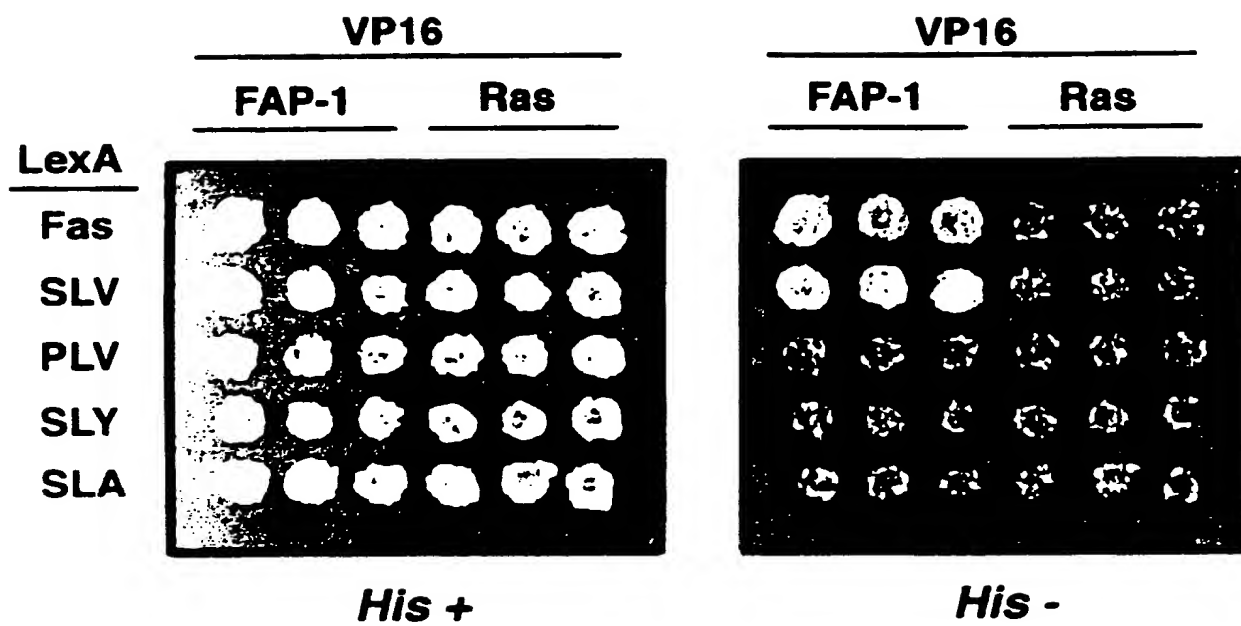 VP16 VP16
FAP-1 Ras FAP-1 Ras
LexA
Fas
SLV
PLV
SLY
SLA
His + His -